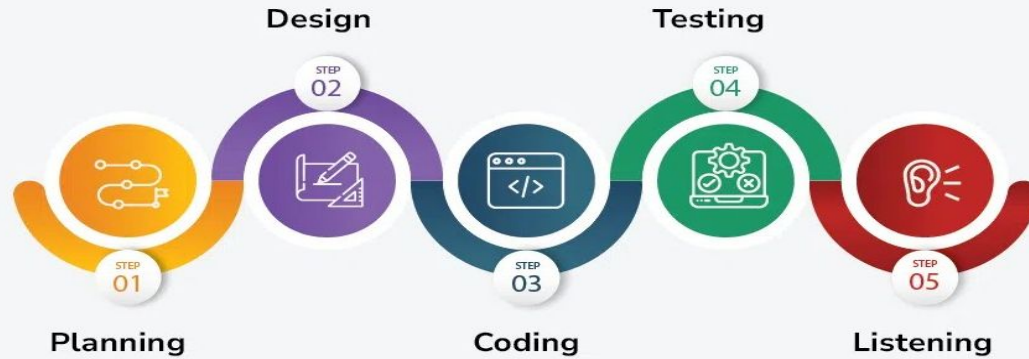 Design
Testing
STEP
02
STEP
04
</>
STEP
01
STEP
03
STEP
05
Planning
Coding
Listening